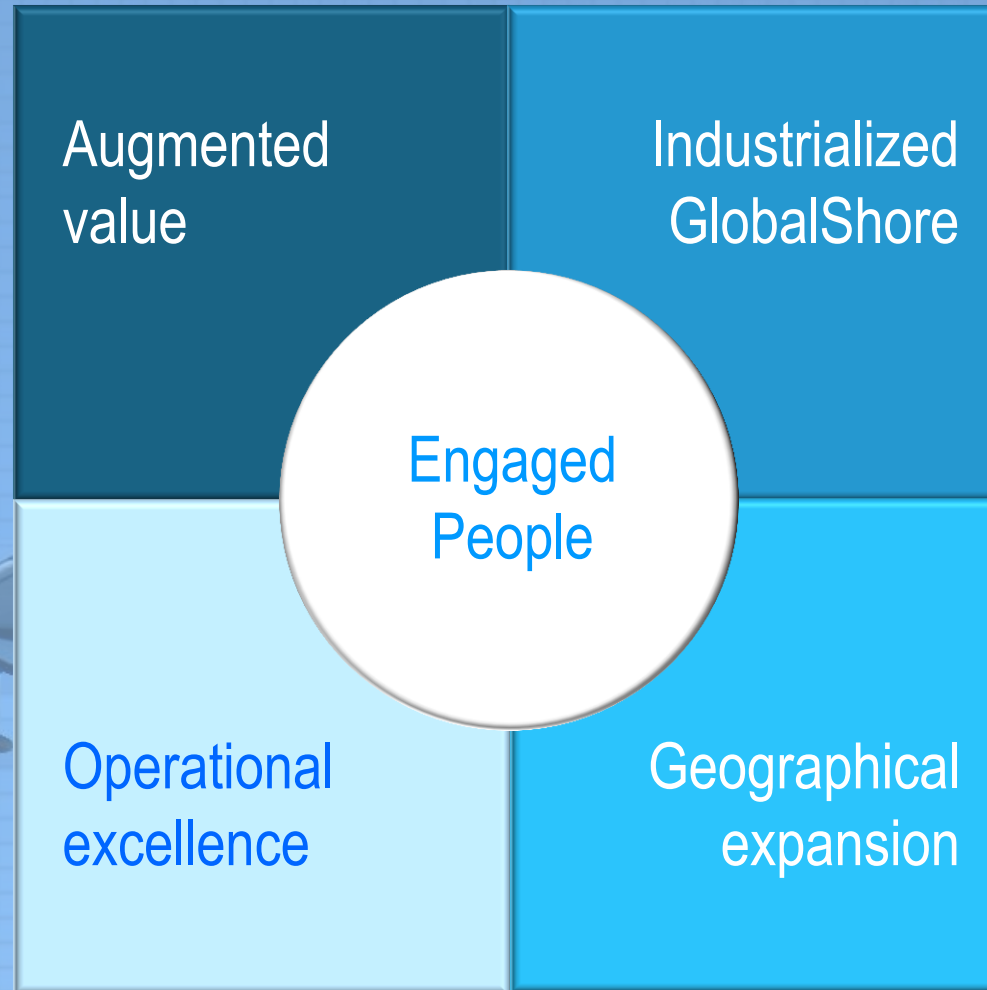 Augmented
value
Industrialized
GlobalShore
Engaged
People
Operational
excellence
Geographical
expansion